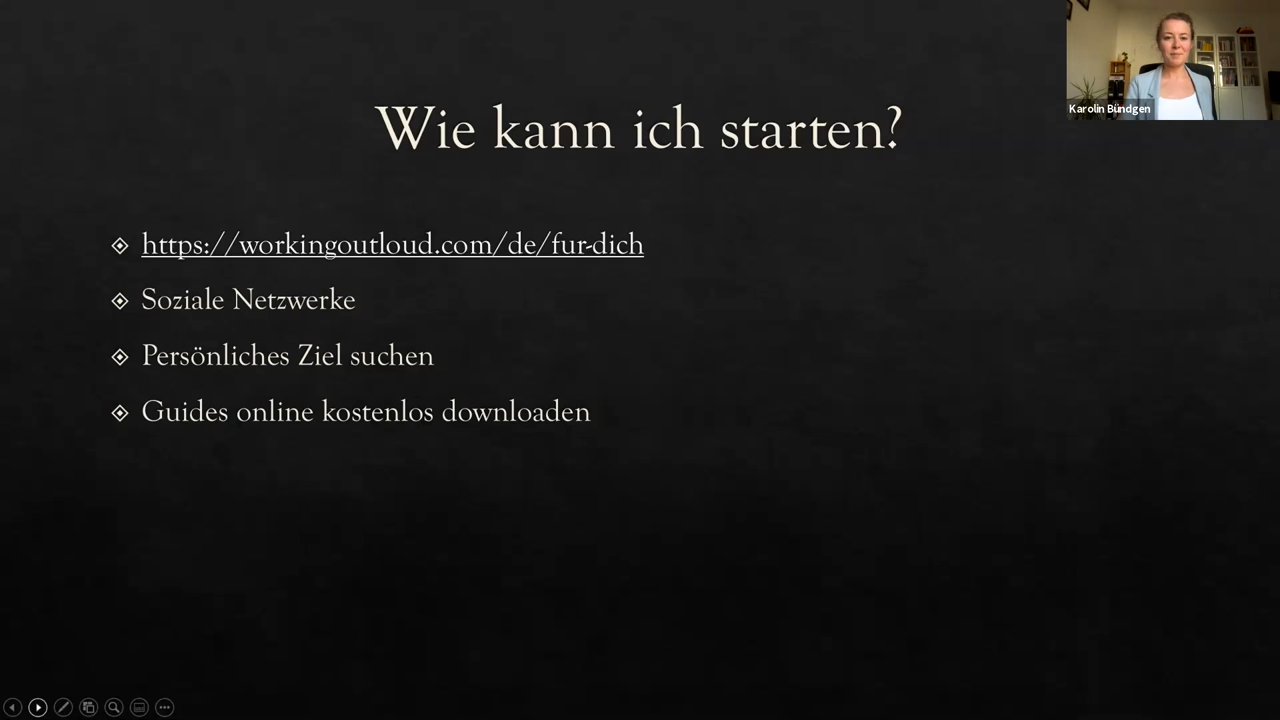 Karolin Bündgen
Wie kann ich starten?
https://workingoutloud.com/de/fur-dich
Soziale Netzwerke
Persönliches Ziel suchen
Guides online kostenlos downloaden